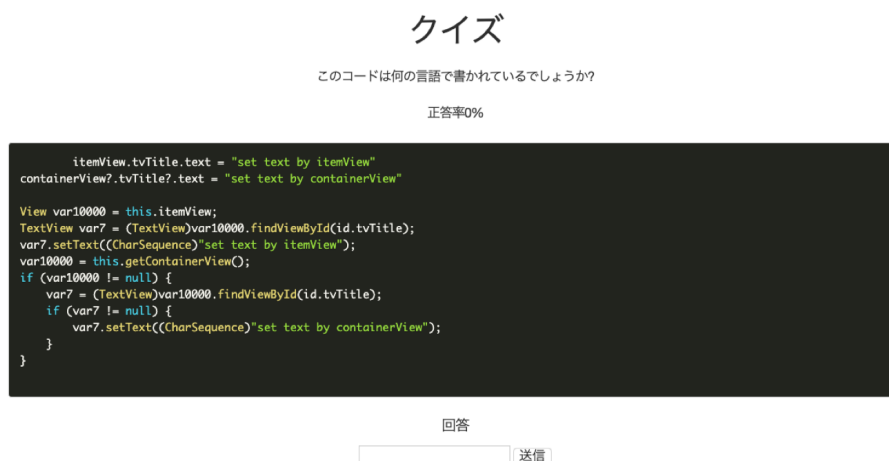 クイズ
このコードは何の言語で書かれているでしょうか?
正答率0%
itemView.tvTitle.text = "set text by itemView"
containerView?.tvTitle?.text = "set text by containerView"
View var10000 = this.itemView;
TextView var7 = (TextView)var10000.findViewById(id.tvTitle);
var7.setText((CharSequence)"set text by itemView");
var10000 = this.getContainerView();
if (var10000 != null) {
    var7 = (TextView)var10000.findViewById(id.tvTitle);
    if (var7 != null) {
        var7.setText((CharSequence)"set text by containerView");
    }
}
回答
送信